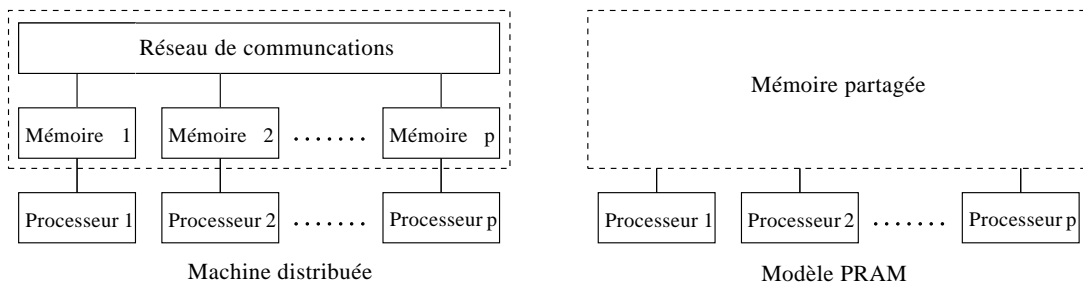 Réseau de communcations
Mémoire 1
Mémoire 2
.......
Mémoire p
Processeur 1
Processeur 2
.......
Processeur p
Machine distribuée
Mémoire partagée
Processeur 1
Processeur 2
.......
Processeur p
Modèle PRAM